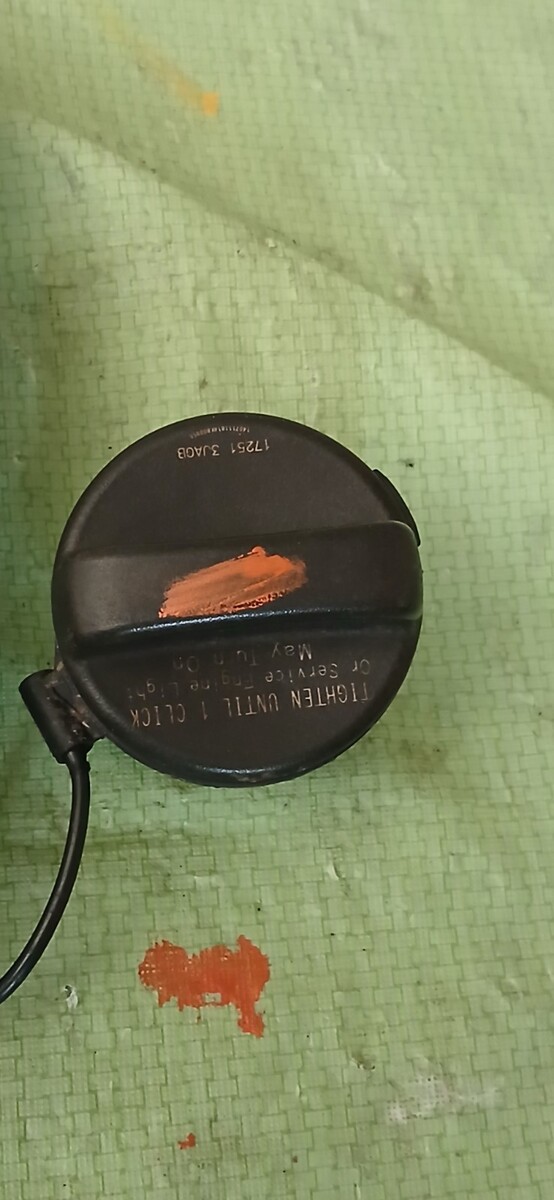 TIGHTEN UNTIL 1 CLICK
Or Service Engine Light
May Turn On
17251 3JA0B